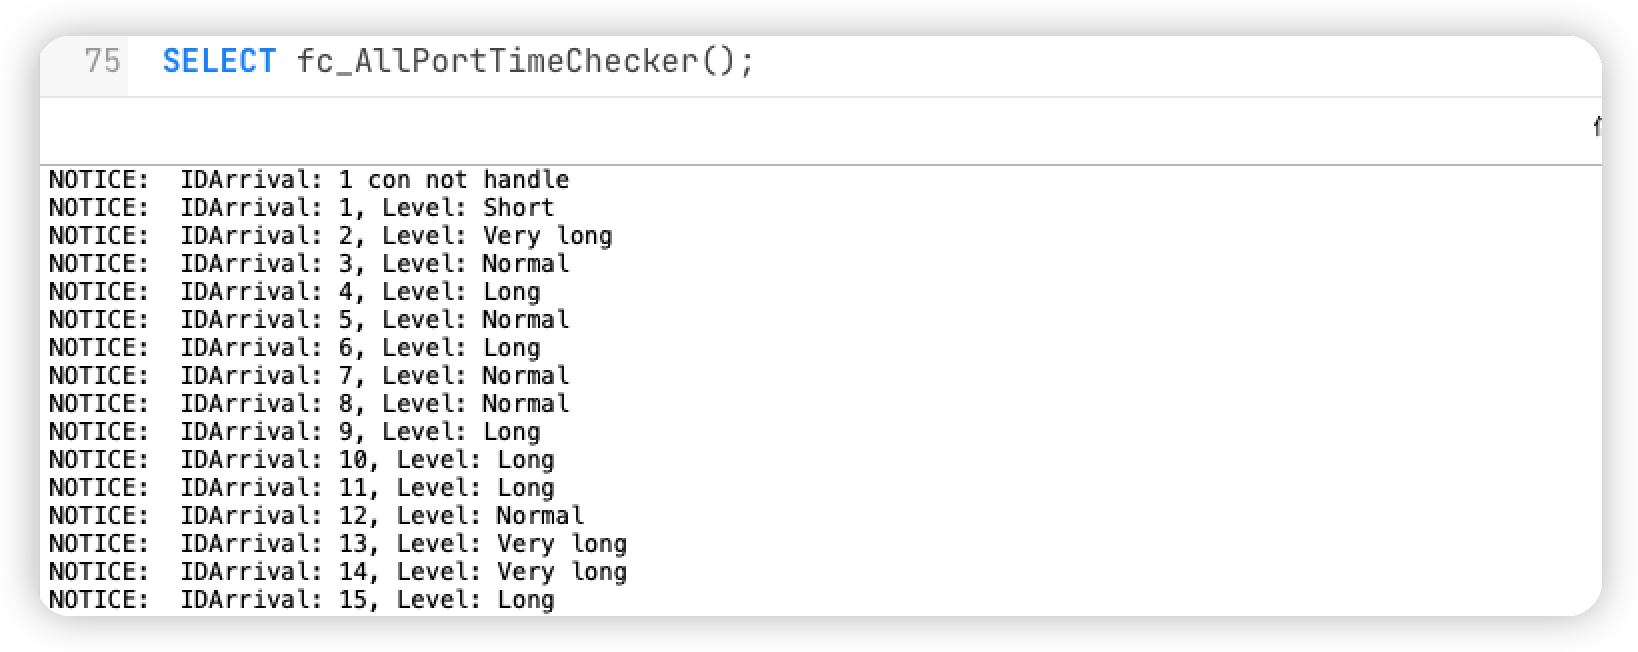 75 SELECT fc_AllPortTimeChecker();
NOTICE:  IDArrival: 1 con not handle
NOTICE:  IDArrival: 1, Level: Short
NOTICE:  IDArrival: 2, Level: Very long
NOTICE:  IDArrival: 3, Level: Normal
NOTICE:  IDArrival: 4, Level: Long
NOTICE:  IDArrival: 5, Level: Normal
NOTICE:  IDArrival: 6, Level: Long
NOTICE:  IDArrival: 7, Level: Normal
NOTICE:  IDArrival: 8, Level: Normal
NOTICE:  IDArrival: 9, Level: Long
NOTICE:  IDArrival: 10, Level: Long
NOTICE:  IDArrival: 11, Level: Long
NOTICE:  IDArrival: 12, Level: Normal
NOTICE:  IDArrival: 13, Level: Very long
NOTICE:  IDArrival: 14, Level: Very long
NOTICE:  IDArrival: 15, Level: Long